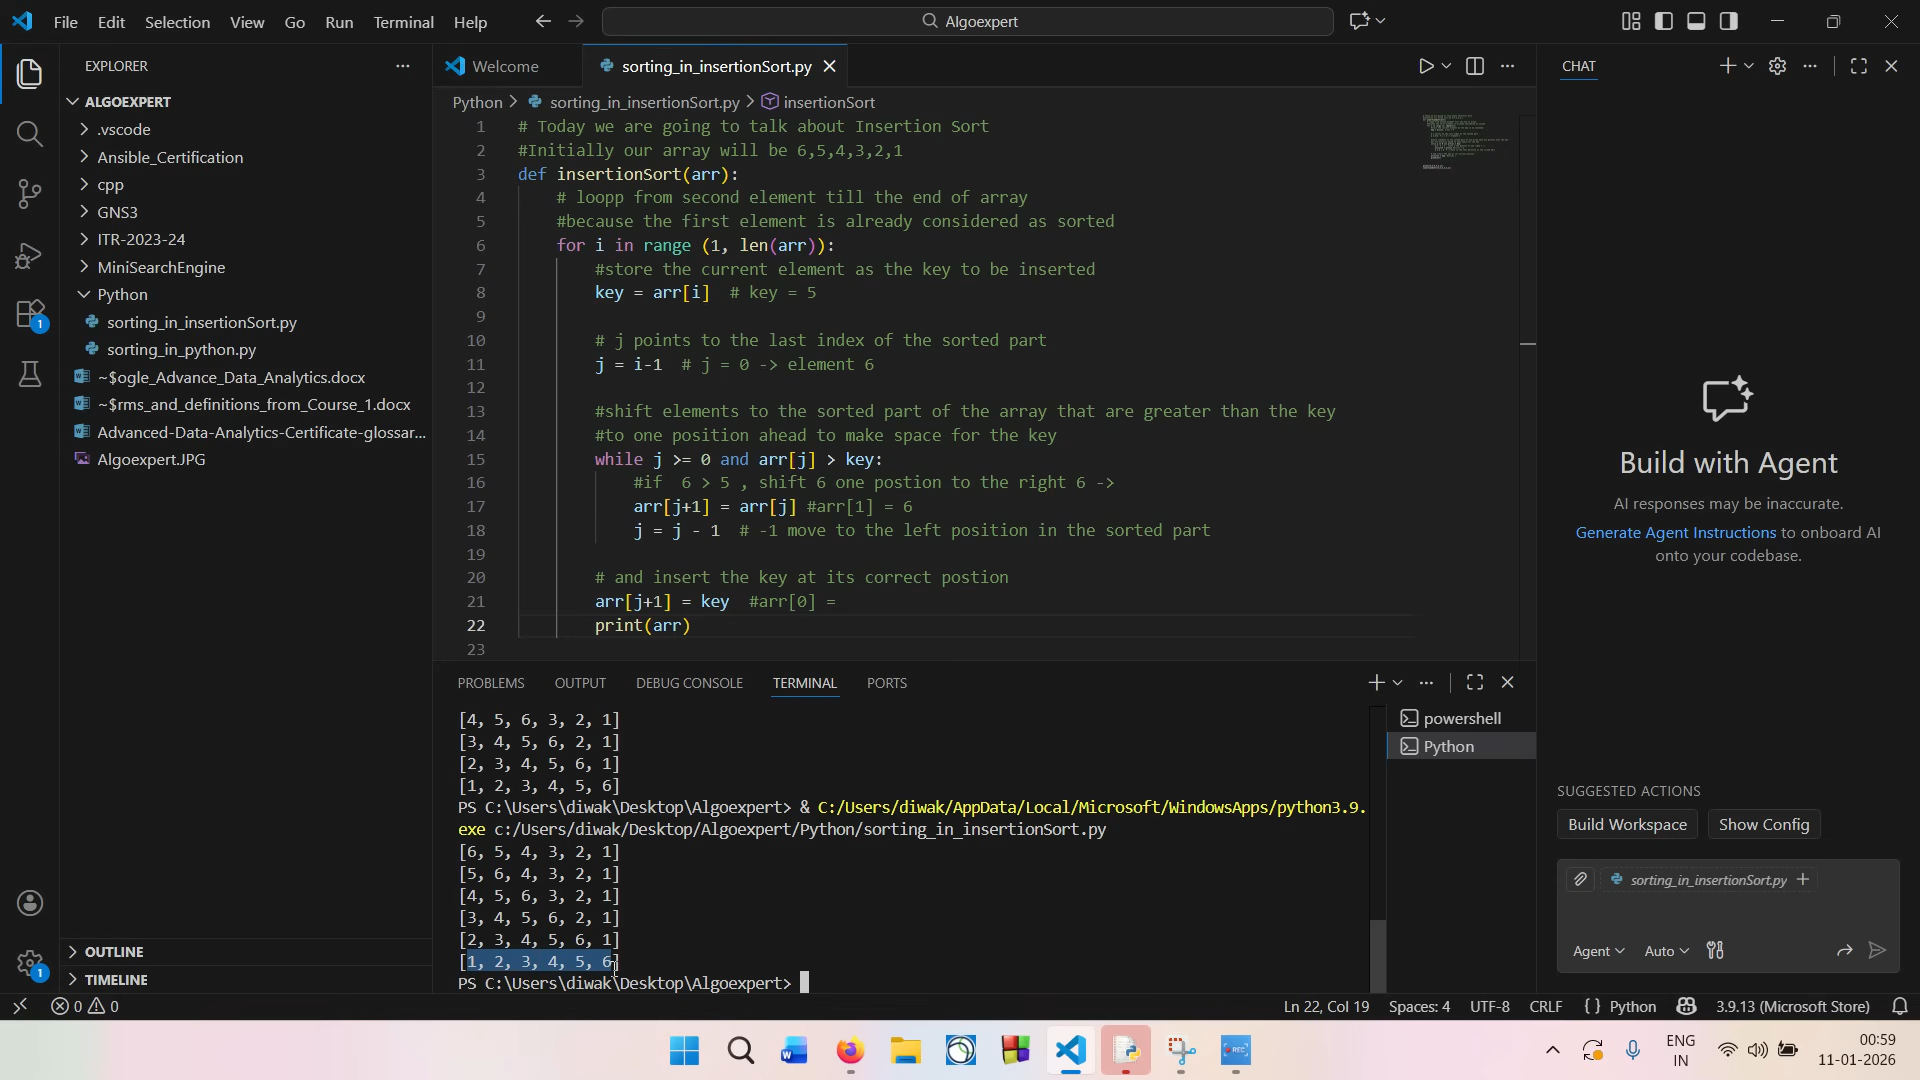 File Edit Selection View Go Run Terminal Help
Algoexpert
EXPLORER
ALGOEXPERT
.vscode
Ansible_Certification
cpp
GNS3
ITR-2023-24
MiniSearchEngine
Python
sorting_in_insertionSort.py
sorting_in_python.py
~$ogle_Advance_Data_Analytics.docx
~$rms_and_definitions_from_Course_1.docx
Advanced-Data-Analytics-Certificate-glossar...
Algoexpert.JPG
OUTLINE
TIMELINE
1
1
Welcome
sorting_in_insertionSort.py
Python > sorting_in_insertionSort.py > insertionSort
1 # Today we are going to talk about Insertion Sort
2 #Initially our array will be 6,5,4,3,2,1
3 def insertionSort(arr):
4 # loopp from second element till the end of array
5 #because the first element is already considered as sorted
6 for i in range (1, len(arr)):
7 #store the current element as the key to be inserted
8 key = arr[i] # key = 5
9
10 # j points to the last index of the sorted part
11 j = i-1 # j = 0 -> element 6
12
13 #shift elements to the sorted part of the array that are greater than the key
14 #to one position ahead to make space for the key
15 while j >= 0 and arr[j] > key:
16 #if 6 > 5 , shift 6 one postion to the right 6 ->
17 arr[j+1] = arr[j] #arr[1] = 6
18 j = j - 1 # -1 move to the left position in the sorted part
19
20 # and insert the key at its correct postion
21 arr[j+1] = key #arr[0] =
22 print(arr)
23
PROBLEMS OUTPUT DEBUG CONSOLE TERMINAL PORTS
[4, 5, 6, 3, 2, 1]
[3, 4, 5, 6, 2, 1]
[2, 3, 4, 5, 6, 1]
[1, 2, 3, 4, 5, 6]
PS C:\Users\diwak\Desktop\Algoexpert> & C:/Users/diwak/AppData/Local/Microsoft/WindowsApps/python3.9.
exe c:/Users/diwak/Desktop/Algoexpert/Python/sorting_in_insertionSort.py
[6, 5, 4, 3, 2, 1]
[5, 6, 4, 3, 2, 1]
[4, 5, 6, 3, 2, 1]
[3, 4, 5, 6, 2, 1]
[2, 3, 4, 5, 6, 1]
[1, 2, 3, 4, 5, 6]
PS C:\Users\diwak\Desktop\Algoexpert>
powershell
Python
CHAT
Build with Agent
AI responses may be inaccurate.
Generate Agent Instructions to onboard AI
onto your codebase.
SUGGESTED ACTIONS
Build Workspace Show Config
sorting_in_insertionSort.py
Agent Auto
0 0
Ln 22, Col 19 Spaces: 4 UTF-8 CRLF { } Python 3.9.13 (Microsoft Store)
REC
ENG
IN
00:59
11-01-2026